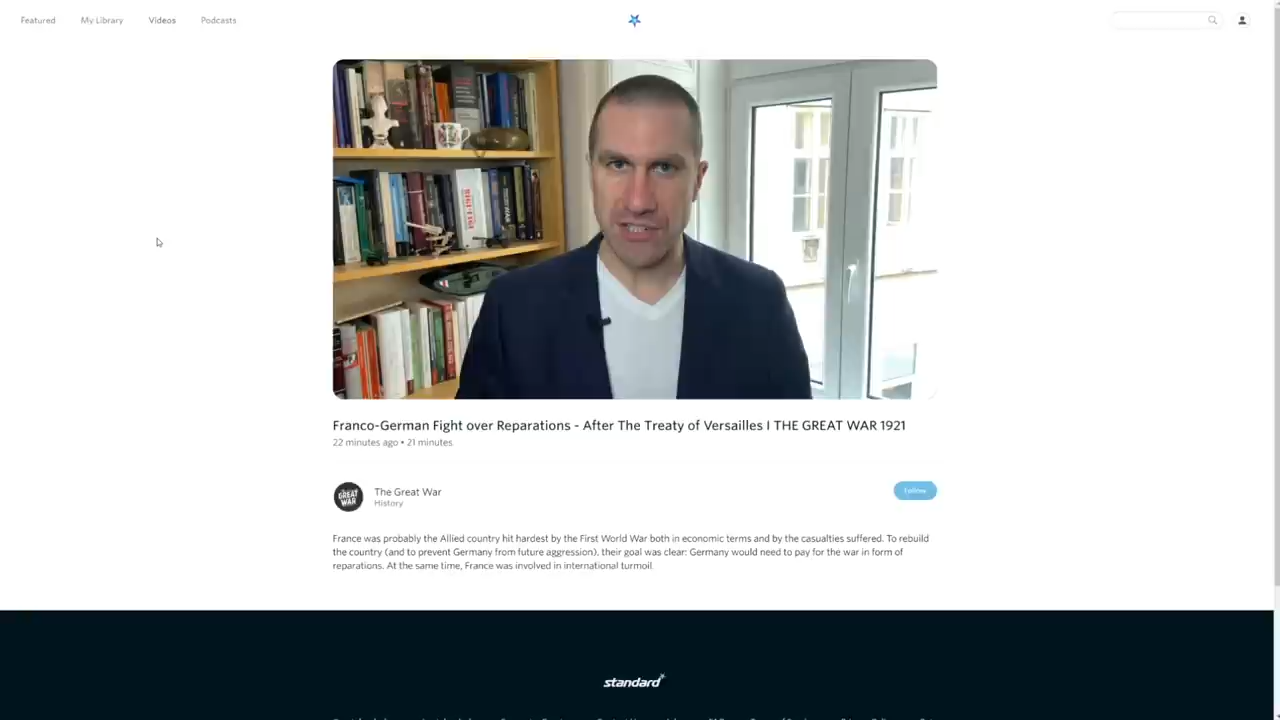 Featured
My Library
Videos
Podcasts
Franco-German Fight over Reparations - After The Treaty of Versailles I THE GREAT WAR 1921
22 minutes ago • 21 minutes
GREAT WAR
The Great War
History
Follow
France was probably the Allied country hit hardest by the First World War both in economic terms and by the casualties suffered. To rebuild
the country (and to prevent Germany from future aggression), their goal was clear: Germany would need to pay for the war in form of
reparations. At the same time, France was involved in international turmoil
standard